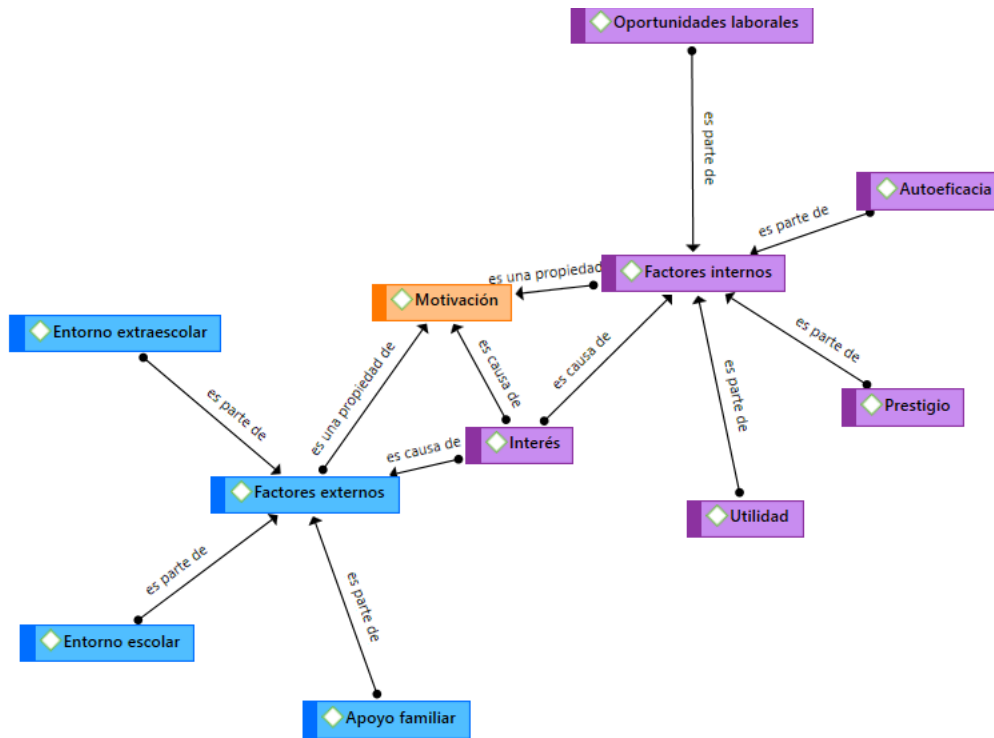 Oportunidades laborales
es parte de
Autoeficacia
es parte de
Factores internos
es una propiedad
Motivación
Entorno extraescolar
es parte de
es una propiedad de
es causa de
es causa de
es parte de
es parte de
Prestigio
Interés
es causa de
Factores externos
Utilidad
es parte de
es parte de
Entorno escolar
Apoyo familiar